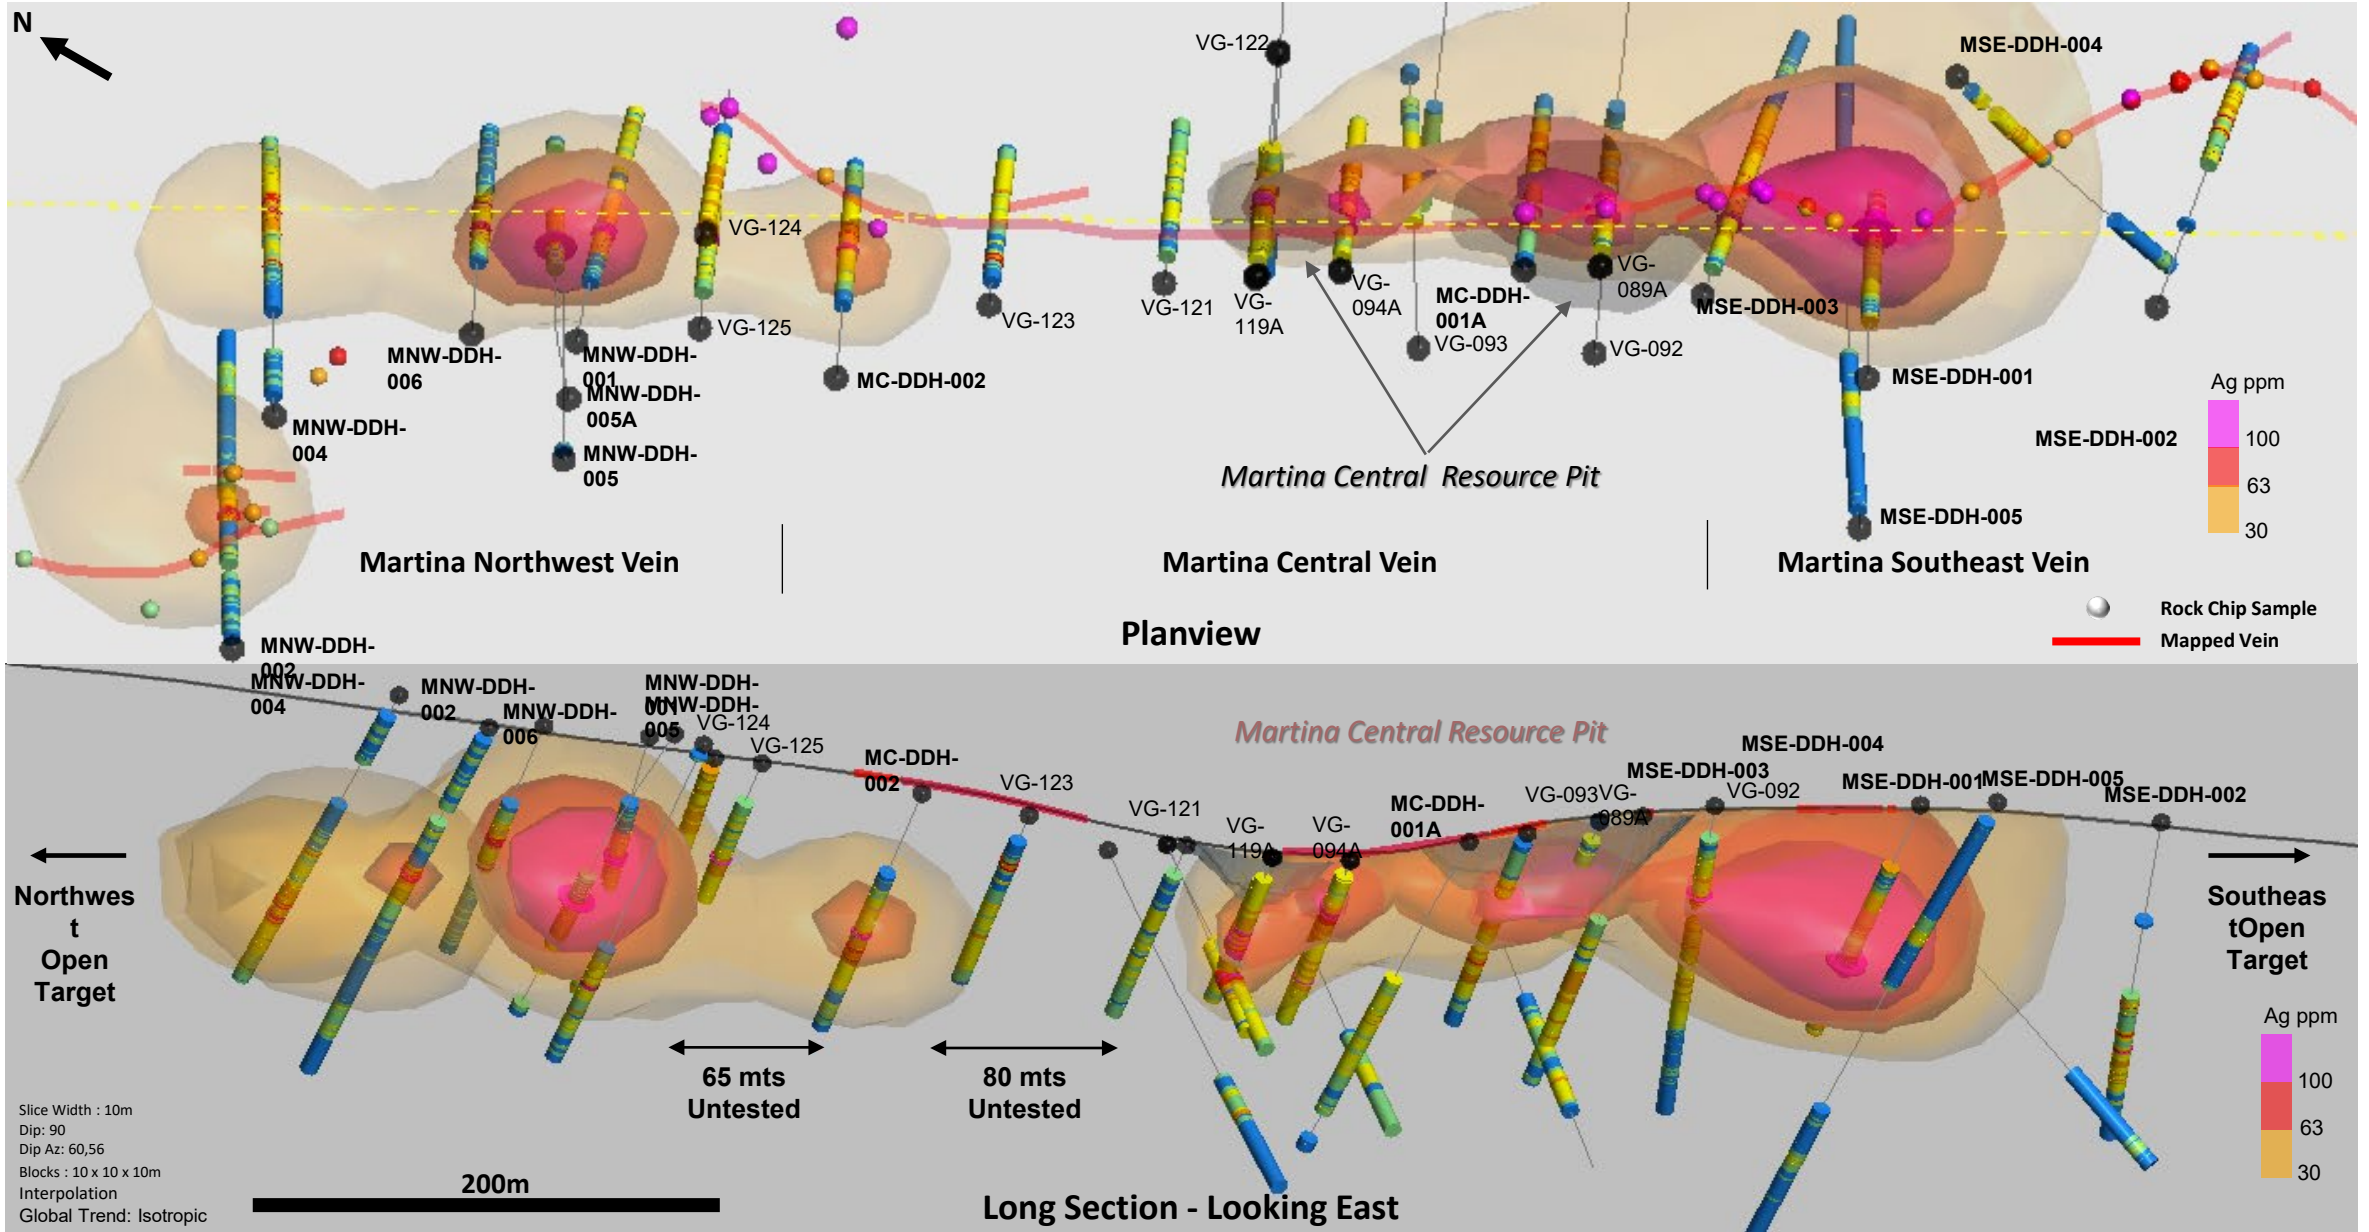 N
VG-122
MSE-DDH-004
VG-124
VG-125
MNW-DDH-
006
MNW-DDH-
001
MNW-DDH-
005A
MNW-DDH-
005
MNW-DDH-
004
MC-DDH-002
VG-123
VG-121
VG-
119A
VG-
094A
MC-DDH-
001A
VG-093
VG-
089A
VG-092
MSE-DDH-003
MSE-DDH-001
MSE-DDH-002
MSE-DDH-005
Ag ppm
100
63
30
Martina Central  Resource Pit
Martina Northwest Vein
Martina Central Vein
Martina Southeast Vein
Planview
Rock Chip Sample
Mapped Vein
MNW-DDH-
002
MNW-DDH-
004
MNW-DDH-
002
MNW-DDH-
006
MNW-DDH-
001
MNW-DDH-
005
VG-124
VG-125
MC-DDH-
002
VG-123
VG-121
VG-
119A
VG-
094A
MC-DDH-
001A
VG-093
VG-
089A
Martina Central Resource Pit
MSE-DDH-003
VG-092
MSE-DDH-004
MSE-DDH-001
MSE-DDH-005
MSE-DDH-002
Northwes
t
Open
Target
Southeas
tOpen
Target
65 mts
Untested
80 mts
Untested
Ag ppm
100
63
30
Slice Width : 10m
Dip: 90
Dip Az: 60,56
Blocks : 10 x 10 x 10m
Interpolation
Global Trend: Isotropic
200m
Long Section - Looking East